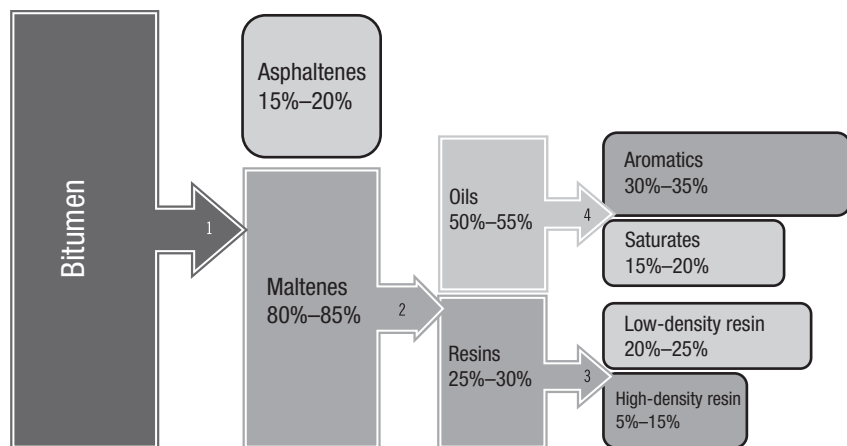 Bitumen
1
Asphaltenes
15%–20%
Maltenes
80%–85%
2
Oils
50%–55%
4
Resins
25%–30%
3
Aromatics
30%–35%
Saturates
15%–20%
Low-density resin
20%–25%
High-density resin
5%–15%